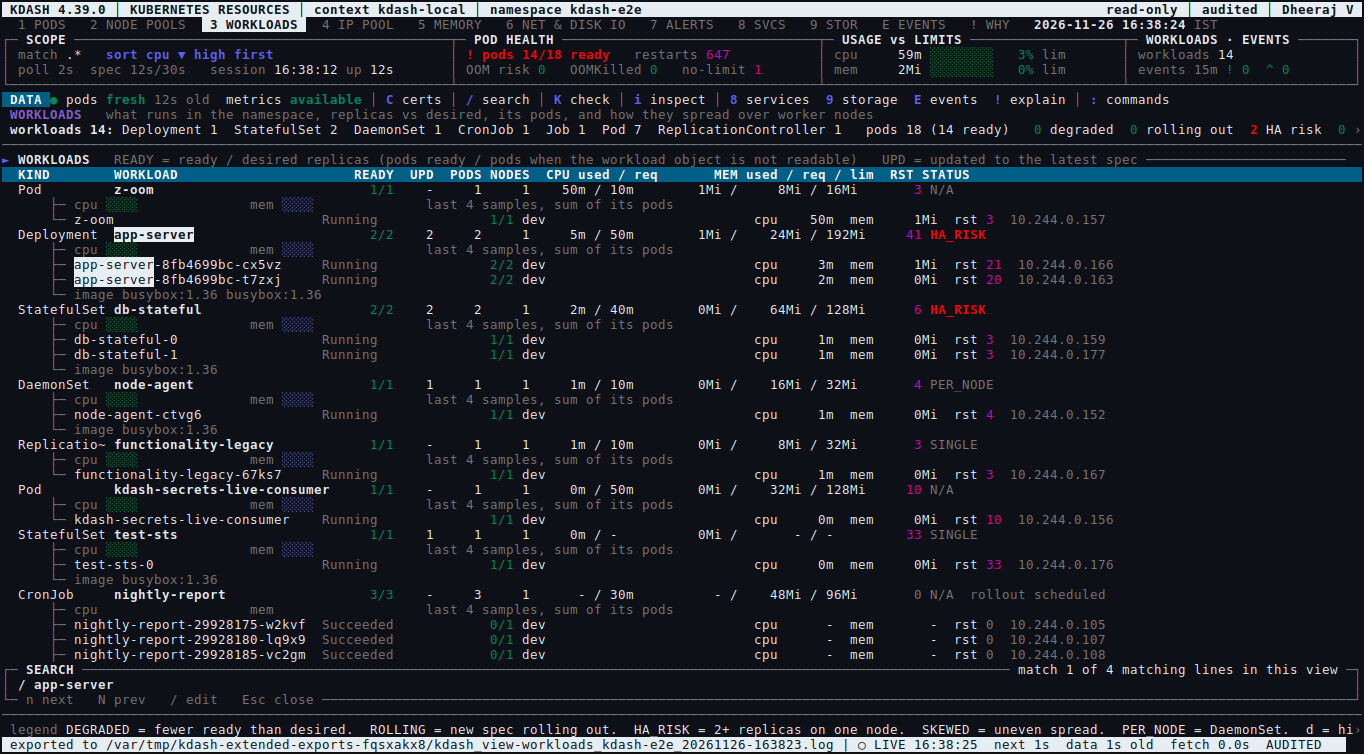 KDASH 4.39.0 │ KUBERNETES RESOURCES │ context kdash-local │ namespace kdash-e2e read-only │ audited │ Dheeraj V
1 PODS 2 NODE POOLS 3 WORKLOADS 4 IP POOL 5 MEMORY 6 NET & DISK IO 7 ALERTS 8 SVCS 9 STOR E EVENTS ! WHY 2026-11-26 16:38:24 IST
SCOPE POD HEALTH USAGE vs LIMITS WORKLOADS · EVENTS
match .* sort cpu ▼ high first ! pods 14/18 ready restarts 647 cpu 59m 3% lim workloads 14
poll 2s spec 12s/30s session 16:38:12 up 12s OOM risk 0 OOMKilled 0 no-limit 1 mem 2Mi 0% lim events 15m ! 0 ^ 0
DATA ● pods fresh 12s old metrics available │ C certs │ / search │ K check │ i inspect │ 8 services 9 storage E events ! explain │ : commands
WORKLOADS what runs in the namespace, replicas vs desired, its pods, and how they spread over worker nodes
workloads 14: Deployment 1 StatefulSet 2 DaemonSet 1 CronJob 1 Job 1 Pod 7 ReplicationController 1 pods 18 (14 ready) 0 degraded 0 rolling out 2 HA risk 0 ›
► WORKLOADS READY = ready / desired replicas (pods ready / pods when the workload object is not readable) UPD = updated to the latest spec
KIND WORKLOAD READY UPD PODS NODES CPU used / req MEM used / req / lim RST STATUS
Pod z-oom 1/1 - 1 1 50m / 10m 1Mi / 8Mi / 16Mi 3 N/A
├─ cpu mem last 4 samples, sum of its pods
└─ z-oom Running 1/1 dev cpu 50m mem 1Mi rst 3 10.244.0.157
Deployment app-server 2/2 2 2 1 5m / 50m 1Mi / 24Mi / 192Mi 41 HA_RISK
├─ cpu mem last 4 samples, sum of its pods
├─ app-server-8fb4699bc-cx5vz Running 2/2 dev cpu 3m mem 1Mi rst 21 10.244.0.166
├─ app-server-8fb4699bc-t7zxj Running 2/2 dev cpu 2m mem 0Mi rst 20 10.244.0.163
└─ image busybox:1.36 busybox:1.36
StatefulSet db-stateful 2/2 2 2 1 2m / 40m 0Mi / 64Mi / 128Mi 6 HA_RISK
├─ cpu mem last 4 samples, sum of its pods
├─ db-stateful-0 Running 1/1 dev cpu 1m mem 0Mi rst 3 10.244.0.159
├─ db-stateful-1 Running 1/1 dev cpu 1m mem 0Mi rst 3 10.244.0.177
└─ image busybox:1.36
DaemonSet node-agent 1/1 1 1 1 1m / 10m 0Mi / 16Mi / 32Mi 4 PER_NODE
├─ cpu mem last 4 samples, sum of its pods
├─ node-agent-ctvg6 Running 1/1 dev cpu 1m mem 0Mi rst 4 10.244.0.152
└─ image busybox:1.36
Replicatio~ functionality-legacy 1/1 - 1 1 1m / 10m 0Mi / 8Mi / 32Mi 3 SINGLE
├─ cpu mem last 4 samples, sum of its pods
└─ functionality-legacy-67ks7 Running 1/1 dev cpu 1m mem 0Mi rst 3 10.244.0.167
Pod kdash-secrets-live-consumer 1/1 - 1 1 0m / 50m 0Mi / 32Mi / 128Mi 10 N/A
├─ cpu mem last 4 samples, sum of its pods
└─ kdash-secrets-live-consumer Running 1/1 dev cpu 0m mem 0Mi rst 10 10.244.0.156
StatefulSet test-sts 1/1 1 1 1 0m / - 0Mi / - / - 33 SINGLE
├─ cpu mem last 4 samples, sum of its pods
├─ test-sts-0 Running 1/1 dev cpu 0m mem 0Mi rst 33 10.244.0.176
└─ image busybox:1.36
CronJob nightly-report 3/3 - 3 1 - / 30m - / 48Mi / 96Mi 0 N/A rollout scheduled
├─ cpu mem last 4 samples, sum of its pods
├─ nightly-report-29928175-w2kvf Succeeded 0/1 dev cpu - mem - rst 0 10.244.0.105
├─ nightly-report-29928180-lq9x9 Succeeded 0/1 dev cpu - mem - rst 0 10.244.0.107
├─ nightly-report-29928185-vc2gm Succeeded 0/1 dev cpu - mem - rst 0 10.244.0.108
SEARCH match 1 of 4 matching lines in this view
/ app-server
n next N prev / edit Esc close
legend DEGRADED = fewer ready than desired. ROLLING = new spec rolling out. HA_RISK = 2+ replicas on one node. SKEWED = uneven spread. PER_NODE = DaemonSet. d = hi›
exported to /var/tmp/kdash-extended-exports-fqsxakx8/kdash_view-workloads_kdash-e2e_20261126-163823.log │ ○ LIVE 16:38:25 next 1s data 1s old fetch 0.0s AUDITED